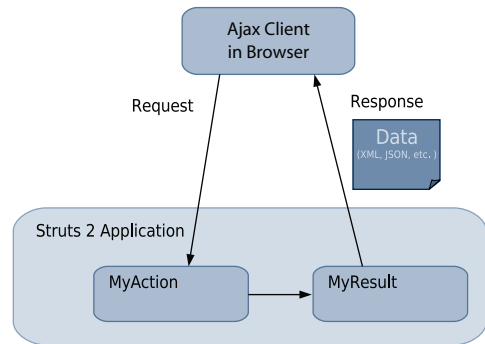 Ajax Client
in Browser
Request
Response
Data
(XML, JSON, etc. )
Struts 2 Application
MyAction
MyResult